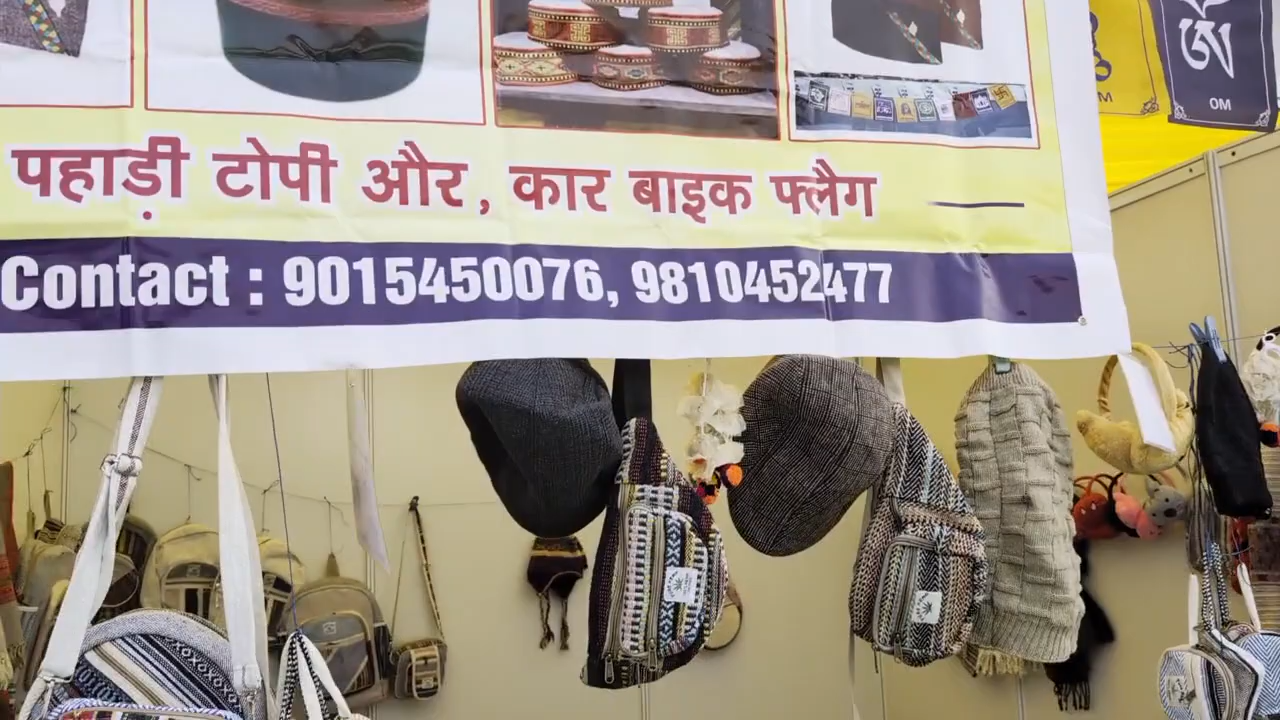 पहाड़ी टोपी और, कार बाइक फ्लैग
Contact : 9015450076, 9810452477
ॐ
OM